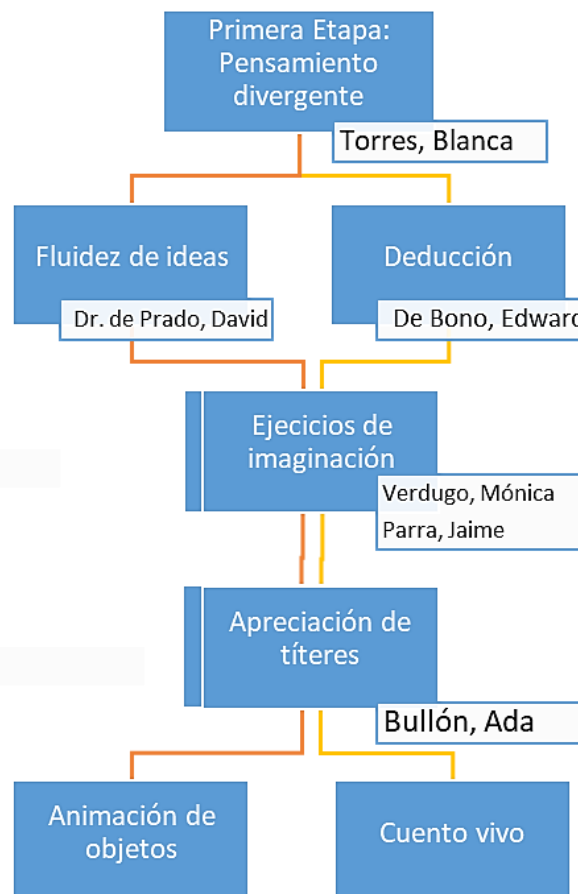 Primera Etapa:
Pensamiento
divergente
Torres, Blanca
Fluidez de ideas
Dr. de Prado, David
Deducción
De Bono, Edward
Ejecicios de
imaginación
Verdugo, Mónica
Parra, Jaime
Apreciación de
títeres
Bullón, Ada
Animación de
objetos
Cuento vivo